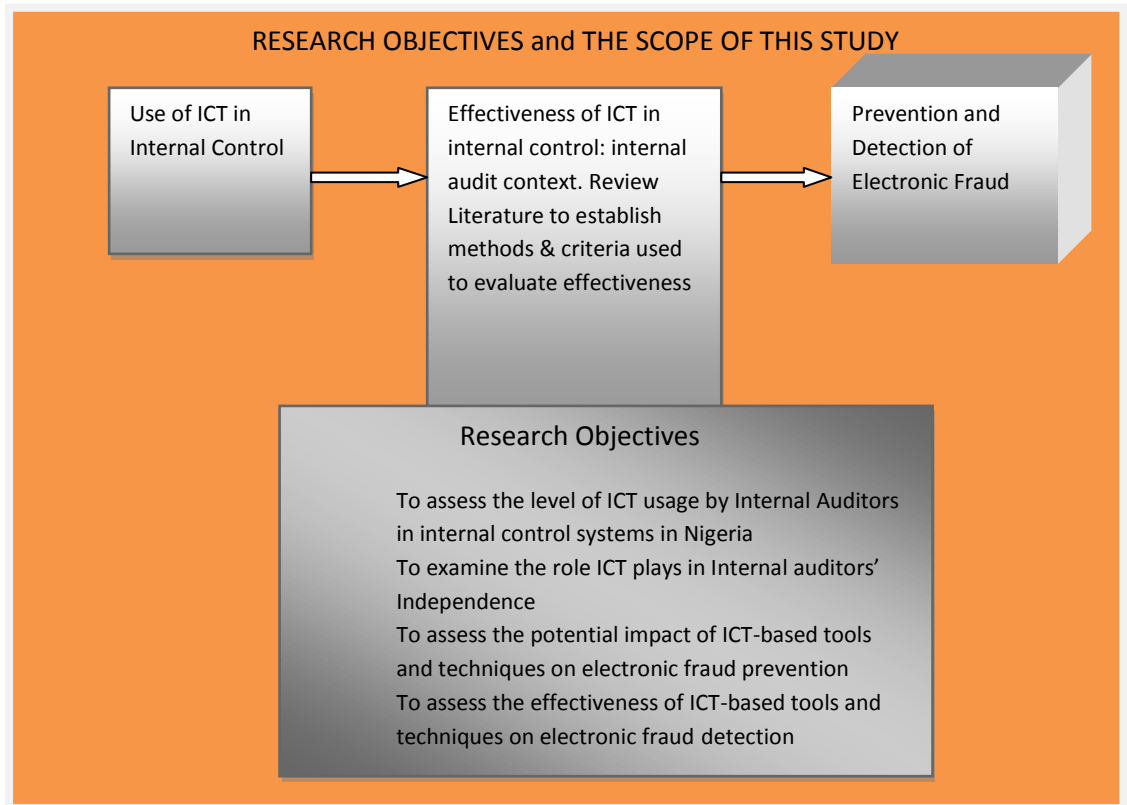 RESEARCH OBJECTIVES and THE SCOPE OF THIS STUDY
Use of ICT in
Internal Control
Effectiveness of ICT in
internal control: internal
audit context. Review
Literature to establish
methods & criteria used
to evaluate effectiveness
Prevention and
Detection of
Electronic Fraud
Research Objectives
To assess the level of ICT usage by Internal Auditors
in internal control systems in Nigeria
To examine the role ICT plays in Internal auditors’
Independence
To assess the potential impact of ICT-based tools
and techniques on electronic fraud prevention
To assess the effectiveness of ICT-based tools and
techniques on electronic fraud detection